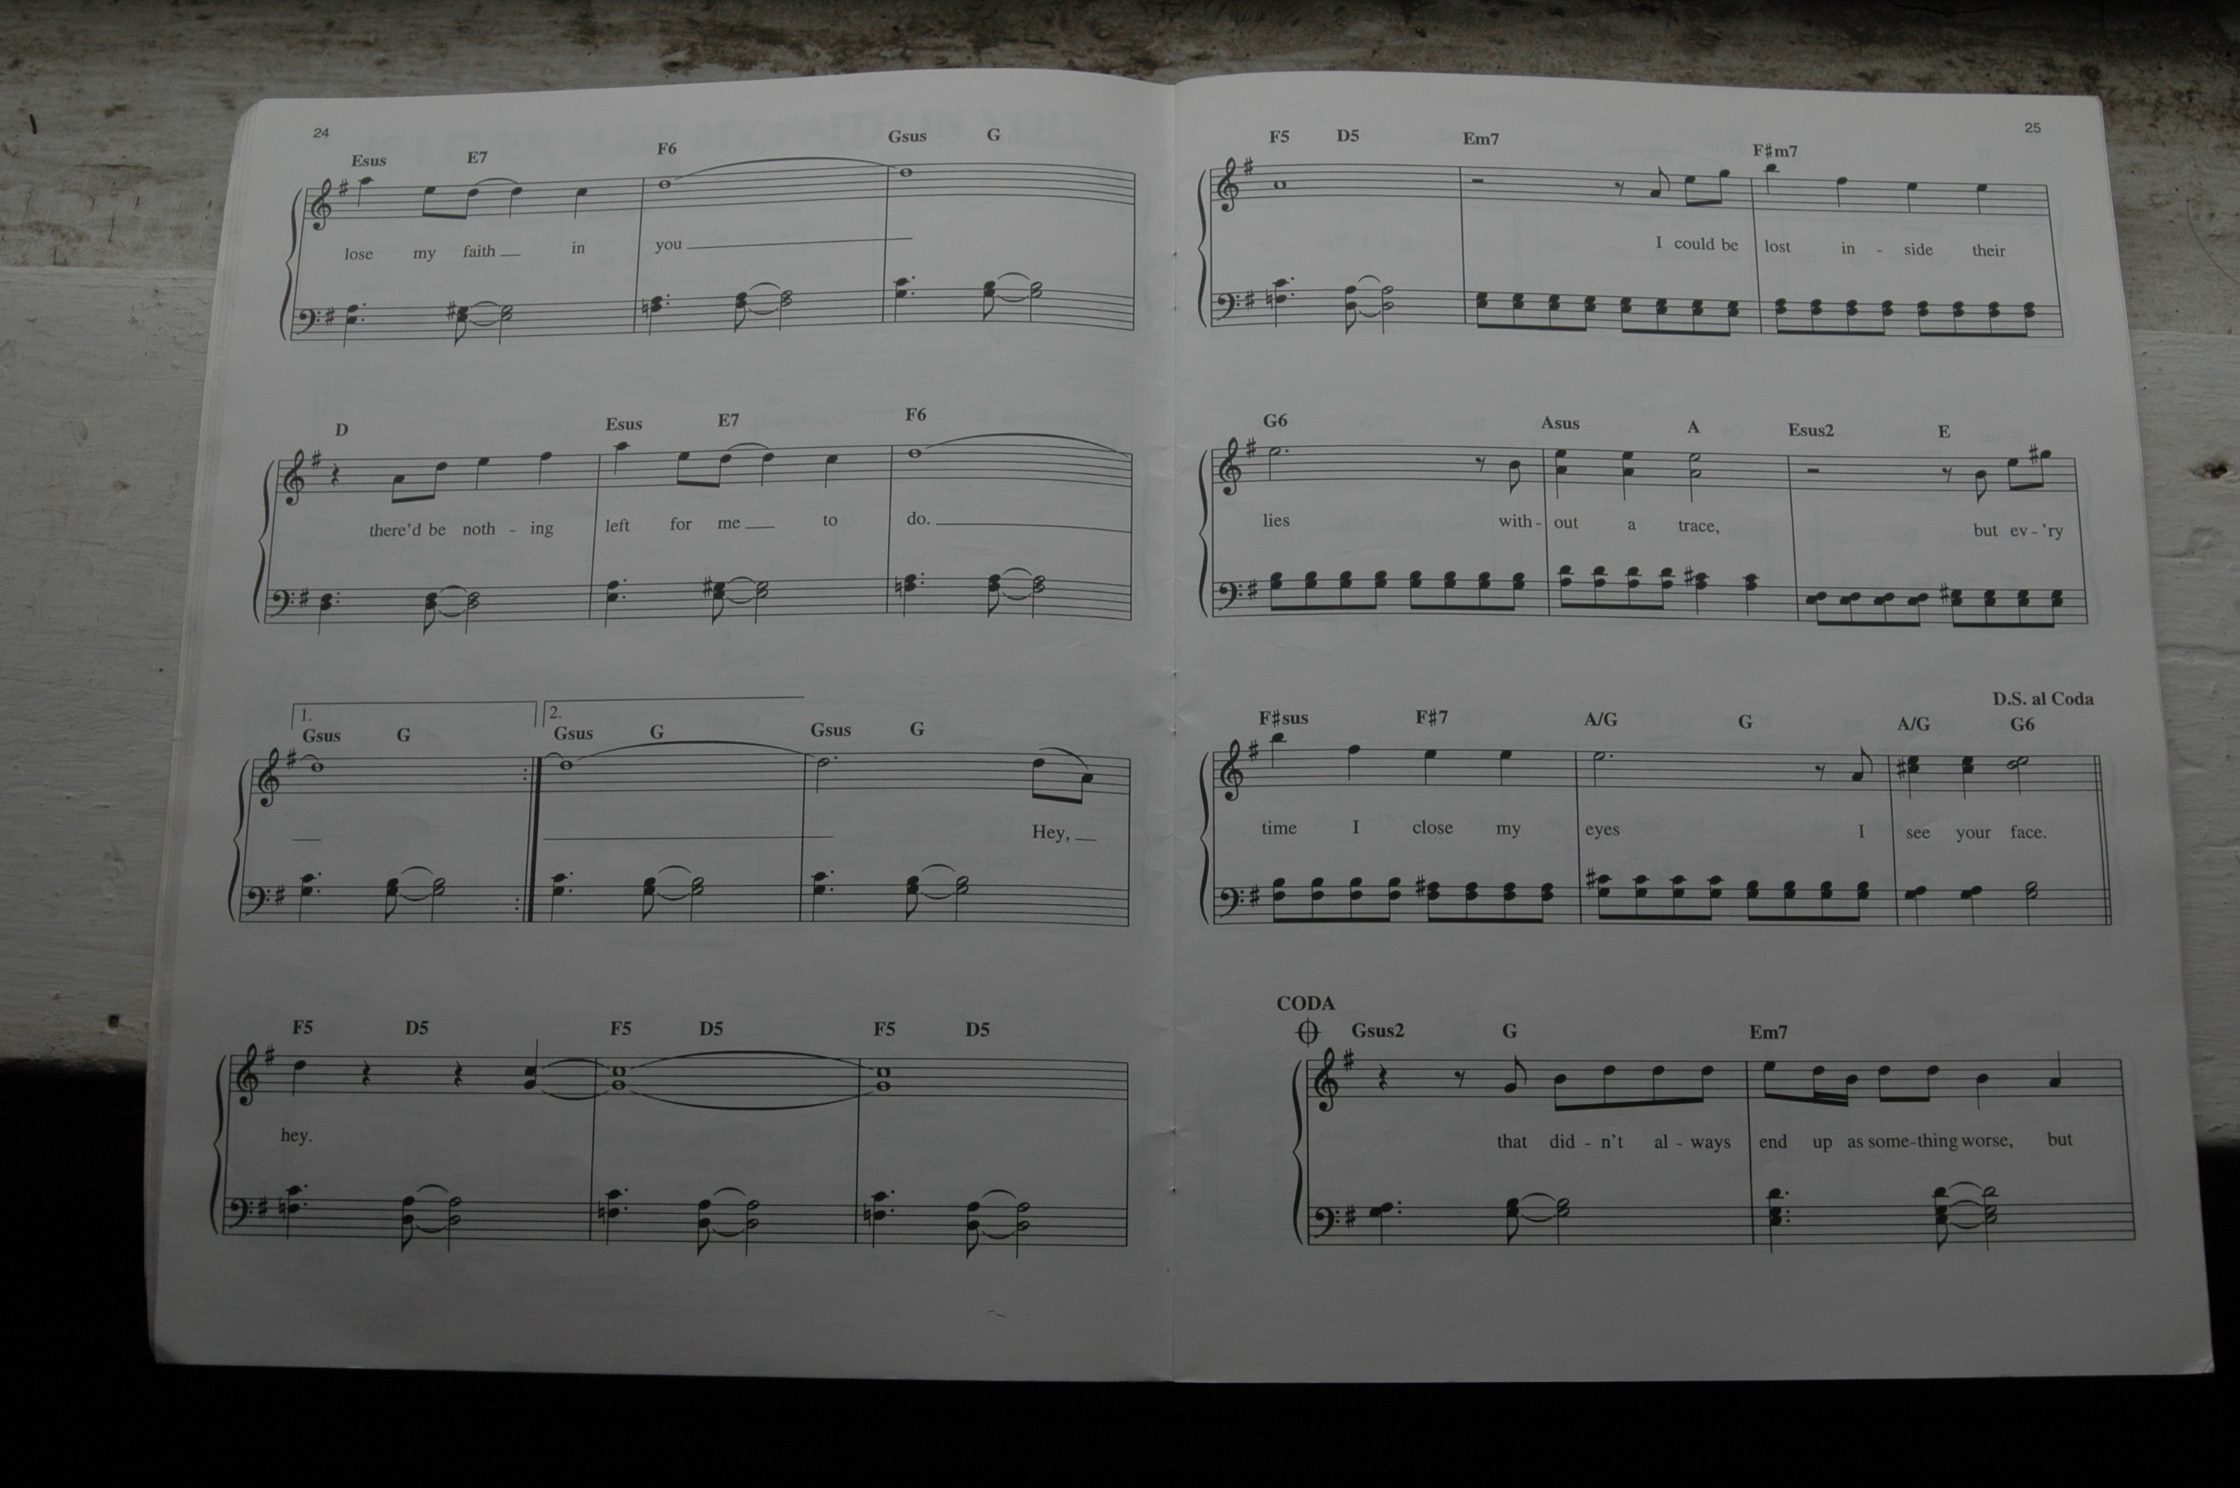 24
Esus E7 F6 Gsus G
lose my faith in you
D Esus E7 F6
there'd be noth - ing left for me to do.
1. 2.
Gsus G Gsus G Gsus G
Hey,
F5 D5 F5 D5 F5 D5
hey.
25
F5 D5 Em7 F♯m7
I could be lost in - side their
G6 Asus A Esus2 E
lies with - out a trace, but ev - 'ry
D.S. al Coda
F♯sus F♯7 A/G G A/G G6
time I close my eyes I see your face.
CODA
Gsus2 G Em7
that did - n't al - ways end up as some - thing worse, but